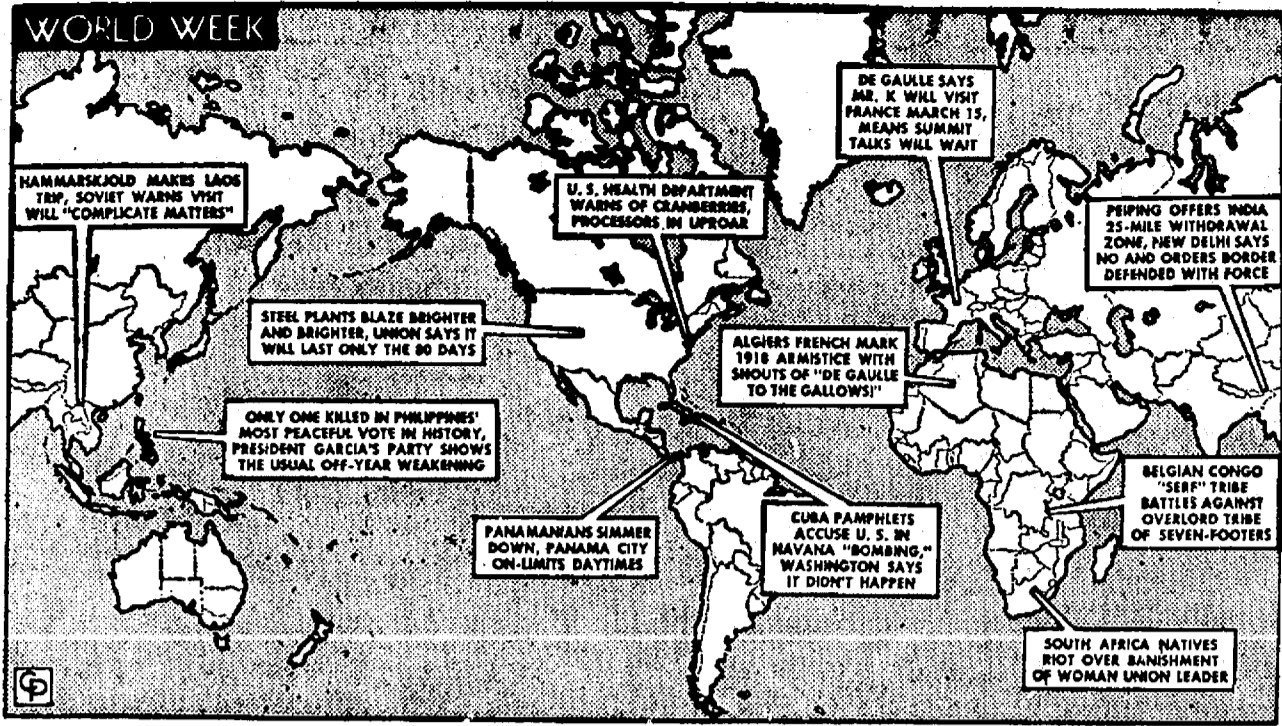 WORLD WEEK
HAMMARSKJOLD MAKES LAOS
TRIP, SOVIET WARNS VISIT
WILL "COMPLICATE MATTERS"
STEEL PLANTS BLAZE BRIGHTER
AND BRIGHTER, UNION SAYS IT
WILL LAST ONLY THE 80 DAYS
ONLY ONE KILLED IN PHILIPPINES'
MOST PEACEFUL VOTE IN HISTORY,
PRESIDENT GARCIA'S PARTY SHOWS
THE USUAL OFF-YEAR WEAKENING
U. S. HEALTH DEPARTMENT
WARNS OF CRANBERRIES,
PROCESSORS IN UPROAR
PANAMANIANS SIMMER
DOWN, PANAMA CITY
ON-LIMITS DAYTIMES
DE GAULLE SAYS
MR. K WILL VISIT
FRANCE MARCH 15,
MEANS SUMMIT
TALKS WILL WAIT
ALGIERS FRENCH MARK
1918 ARMISTICE WITH
SHOUTS OF "DE GAULLE
TO THE GALLOWS!"
CUBA PAMPHLETS
ACCUSE U. S. IN
HAVANA "BOMBING,"
WASHINGTON SAYS
IT DIDN'T HAPPEN
PEIPING OFFERS INDIA
25-MILE WITHDRAWAL
ZONE, NEW DELHI SAYS
NO AND ORDERS BORDER
DEFENDED WITH FORCE
BELGIAN CONGO
"SERF" TRIBE
BATTLES AGAINST
OVERLORD TRIBE
OF SEVEN-FOOTERS
SOUTH AFRICA NATIVES
RIOT OVER BANISHMENT
OF WOMAN UNION LEADER
CP